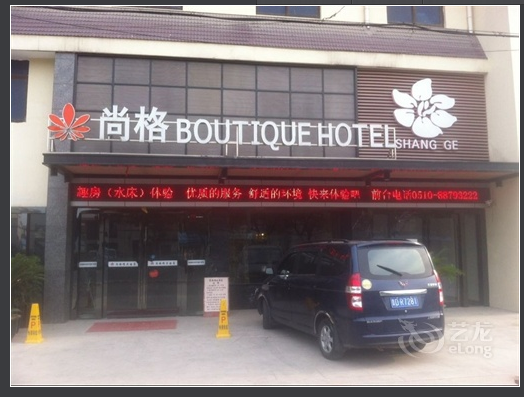 尚格 BOUTIQUE HOTEL
SHANG GE
趣房（水床）体验 优质的服务 舒适的环境 快来体验吧 前台电话0510-68793222
艺龙
eLong